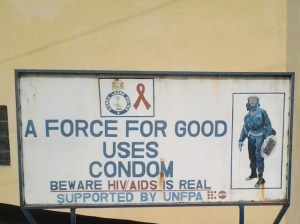 A FORCE FOR GOOD
USES
CONDOM
BEWARE HIV/AIDS IS REAL
SUPPORTED BY UNFPA